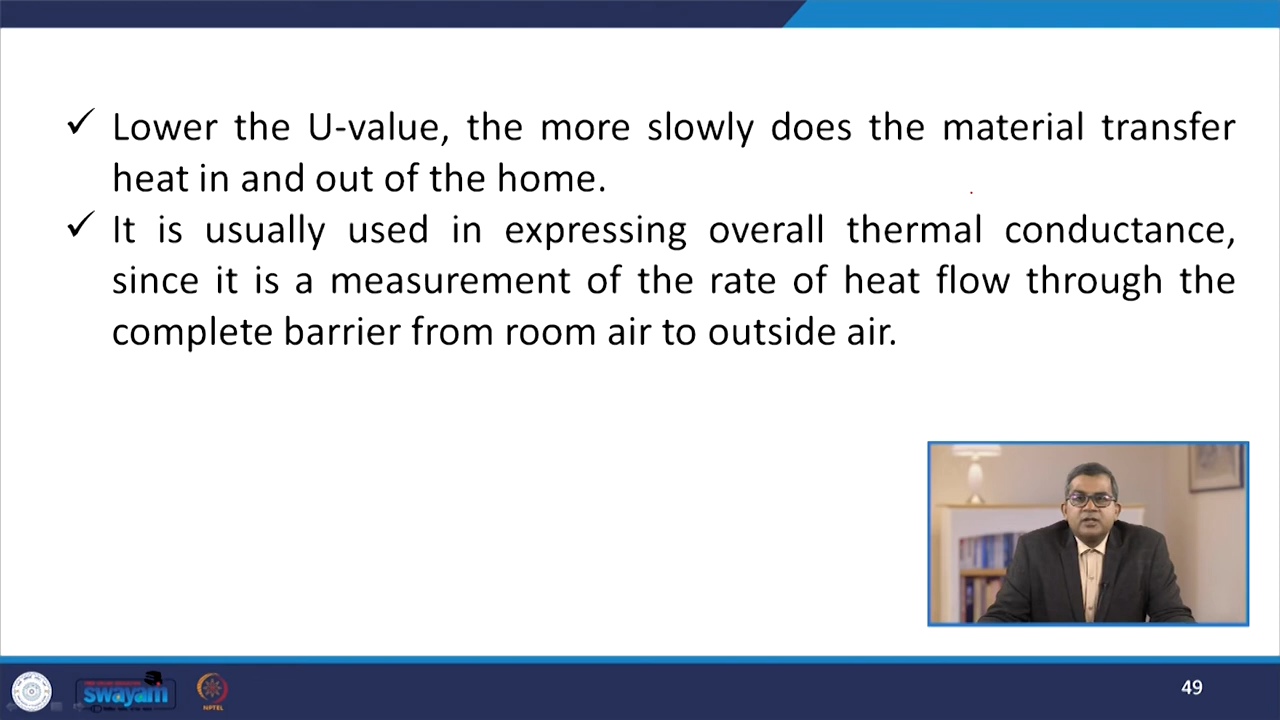 ✓ Lower the U-value, the more slowly does the material transfer
heat in and out of the home.
✓ It is usually used in expressing overall thermal conductance,
since it is a measurement of the rate of heat flow through the
complete barrier from room air to outside air.
swayam
NPTEL
49